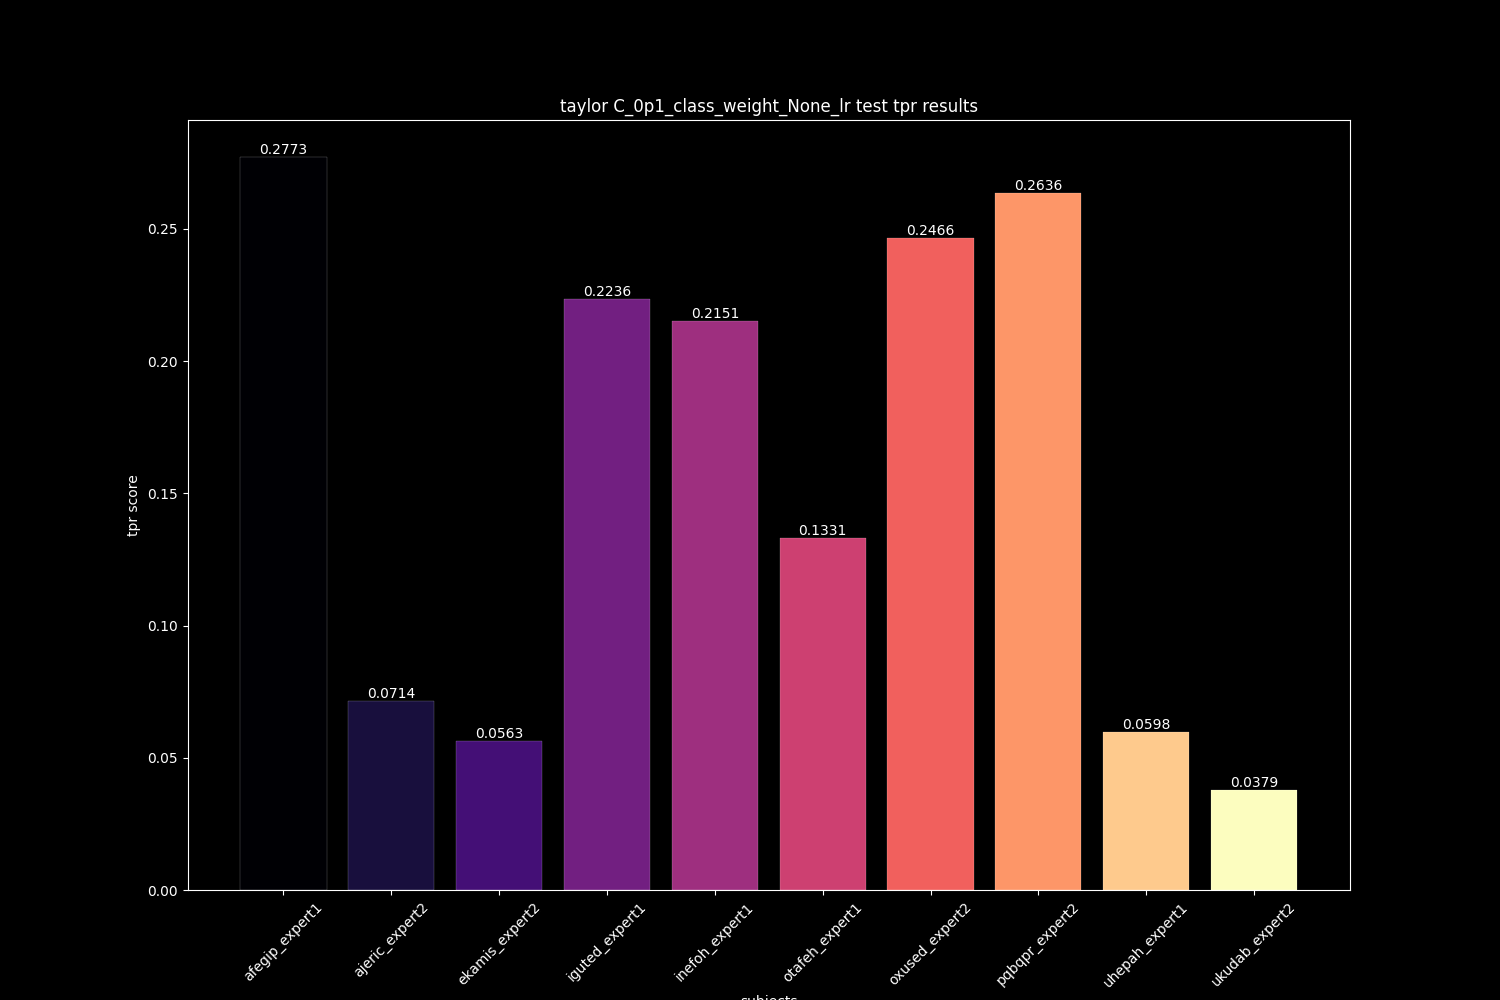 taylor C_0p1_class_weight_None_lr test tpr results
0.2773
0.0714
0.0563
0.2236
0.2151
0.1331
0.2466
0.2636
0.0598
0.0379
tpr score
0.25
0.20
0.15
0.10
0.05
0.00
afegip_expert1
ajeric_expert2
ekamis_expert2
iguted_expert1
inefoh_expert1
otafeh_expert1
oxused_expert2
pqbqpr_expert2
uhepah_expert1
ukudab_expert2
subjects